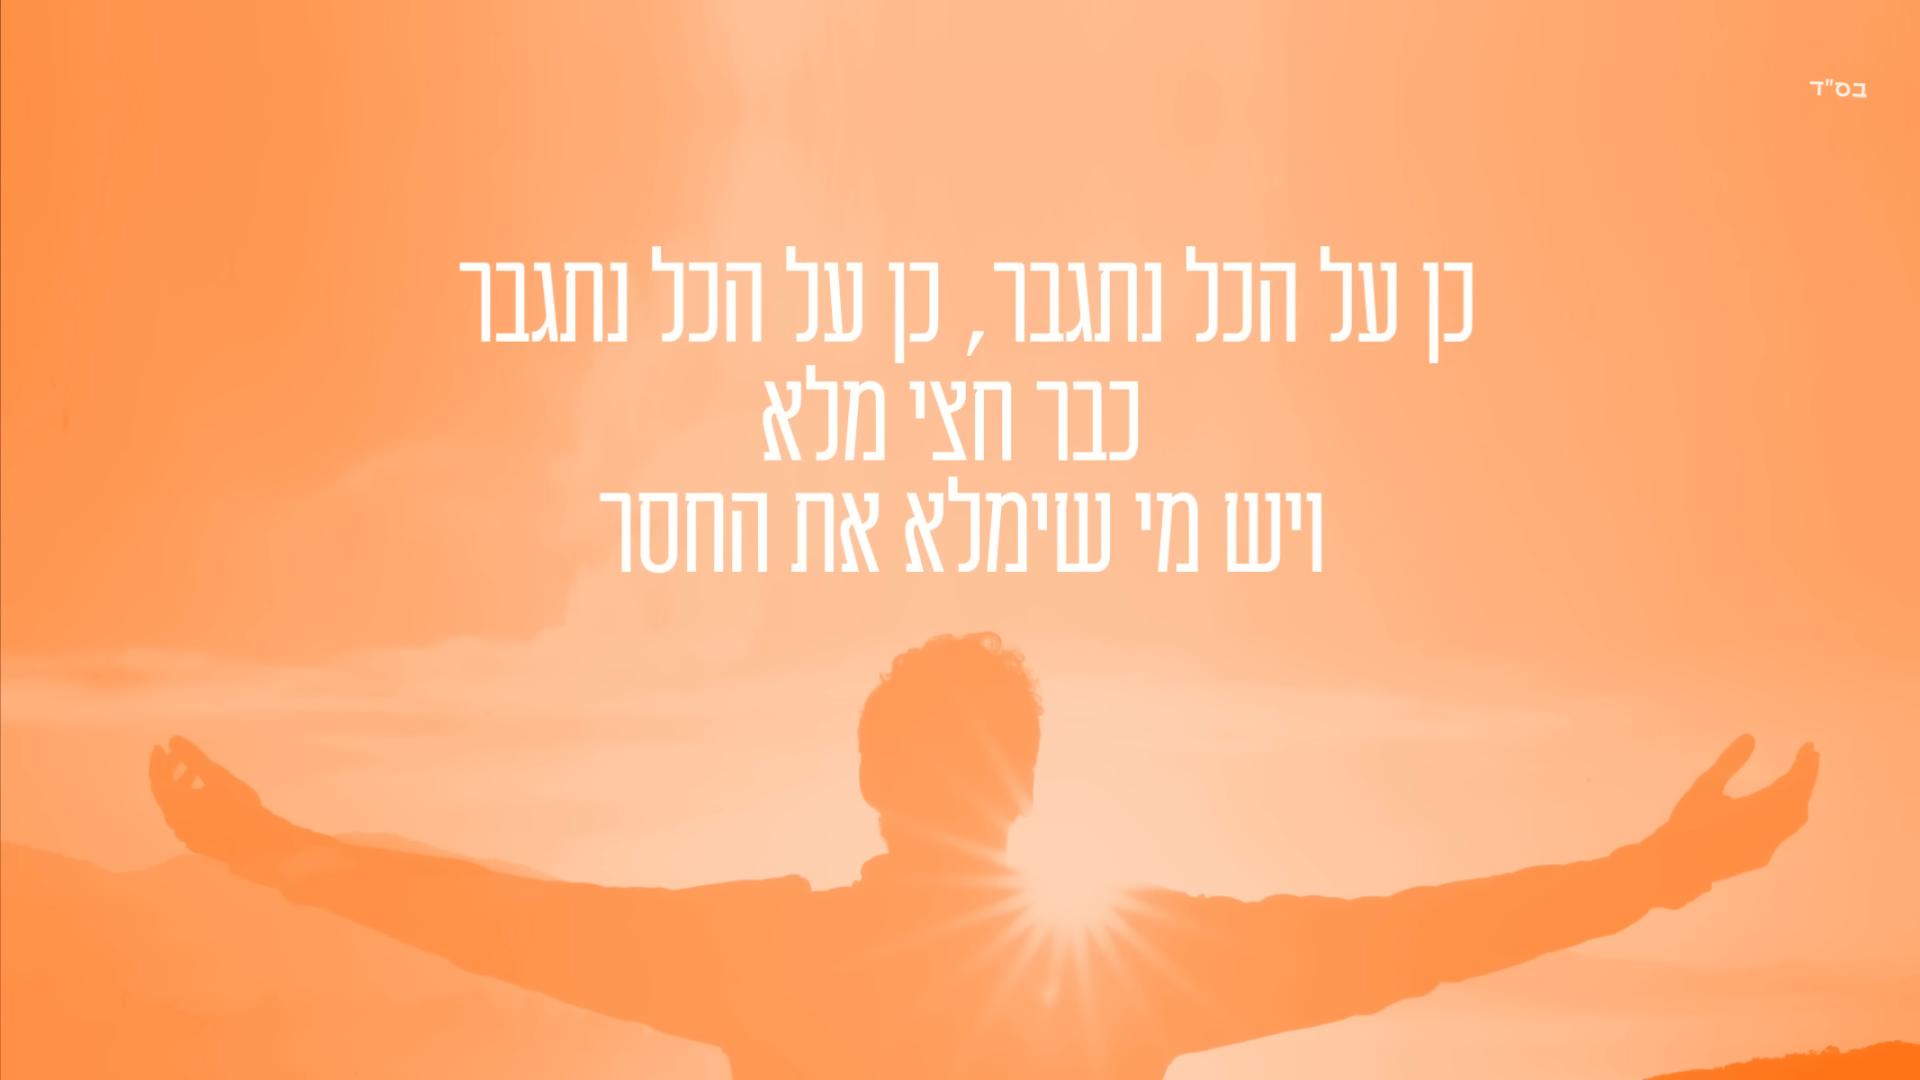 בס"ד
כן על הכל נתגבר, כן על הכל נתגבר
כבר חצי מלא
ויש מי שימלא את החסר